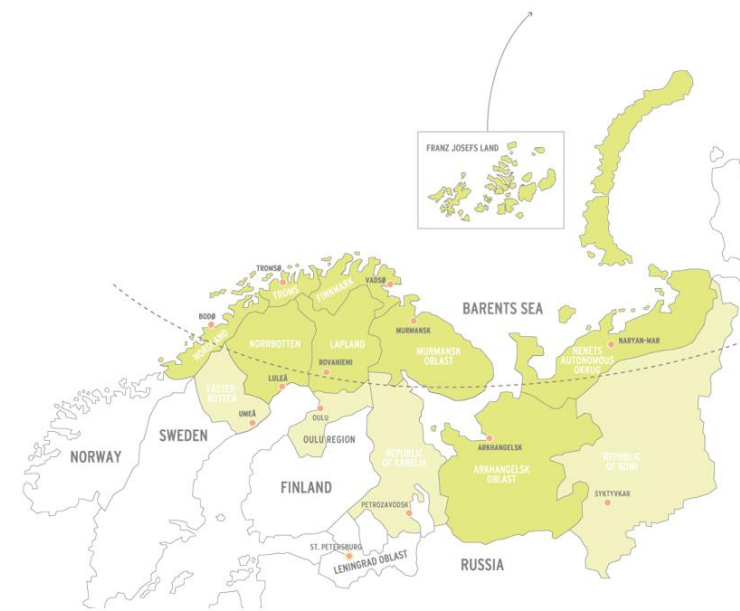 FRANZ JOSEFS LAND
TROMSØ
TROMS
FINNMARK
VADSØ
BARENTS SEA
BODØ
NORDLAND
MURMANSK
NORRBOTTEN
LAPLAND
MURMANSK
OBLAST
NARYAN-MAR
NENETS
AUTONOMOUS
OKRUG
ROVANIEMI
LULEÅ
VÄSTER-
BOTTEN
UMEÅ
OULU
NORWAY
SWEDEN
OULU REGION
ARKHANGELSK
REPUBLIC
OF KARELIA
ARKHANGELSK
OBLAST
REPUBLIC
OF KOMI
FINLAND
SYKTYVKAR
PETROZAVODSK
ST. PETERSBURG
LENINGRAD OBLAST
RUSSIA